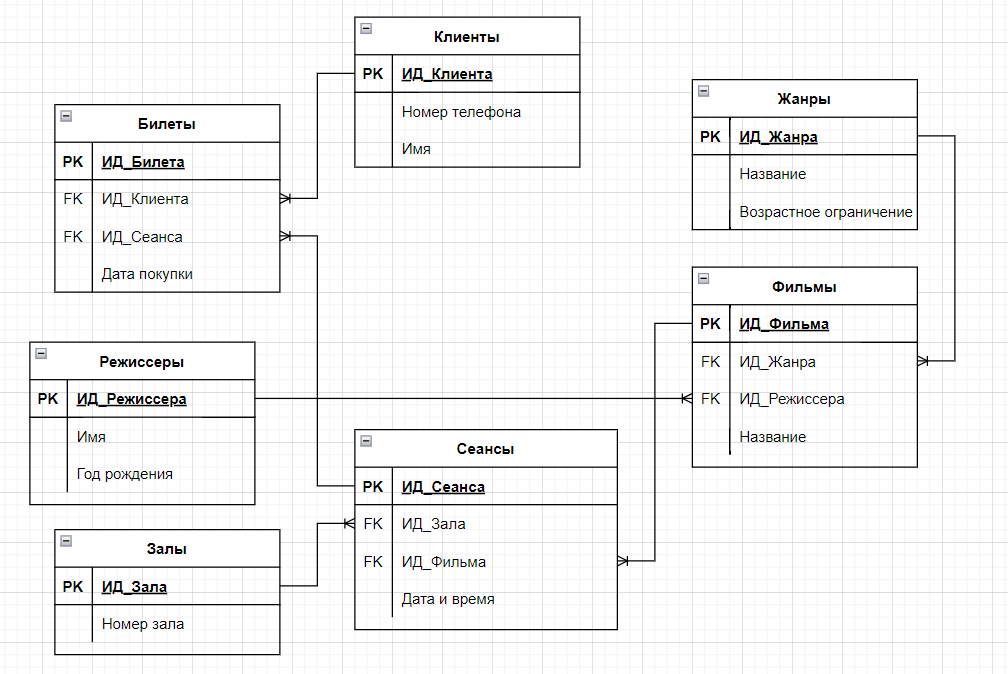 Клиенты
PK ИД_Клиента
Номер телефона
Имя
Жанры
PK ИД_Жанра
Название
Возрастное ограничение
Билеты
PK ИД_Билета
FK ИД_Клиента
FK ИД_Сеанса
Дата покупки
Фильмы
PK ИД_Фильма
FK ИД_Жанра
FK ИД_Режиссера
Название
Режиссеры
PK ИД_Режиссера
Имя
Год рождения
Сеансы
PK ИД_Сеанса
FK ИД_Зала
FK ИД_Фильма
Дата и время
Залы
PK ИД_Зала
Номер зала